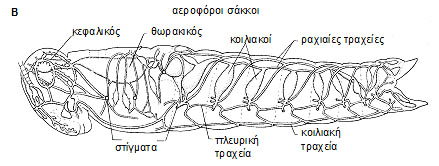 αεροφόροι σάκκοι
B
κεφαλικός
θωρακικός
κοιλιακοί
ραχιαίες τραχείες
στίγματα
πλευρική
τραχεία
κοιλιακή
τραχεία